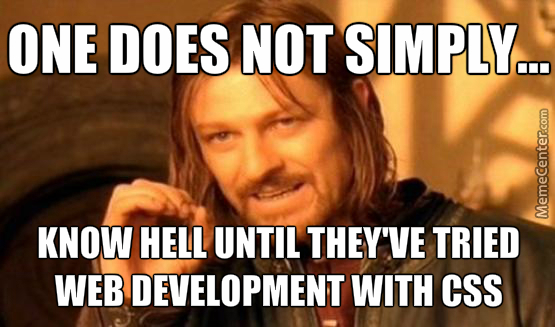 ONE DOES NOT SIMPLY...
KNOW HELL UNTIL THEY'VE TRIED
WEB DEVELOPMENT WITH CSS
MemeCenter.com